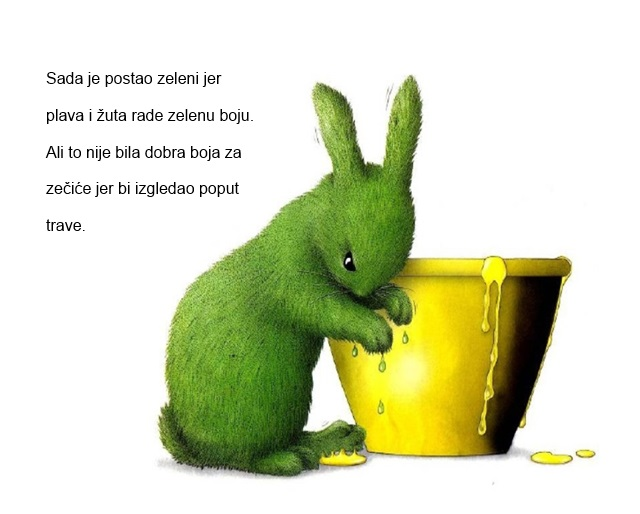 Sada je postao zeleni jer
plava i žuta rade zelenu boju.
Ali to nije bila dobra boja za
zečiće jer bi izgledao poput
trave.